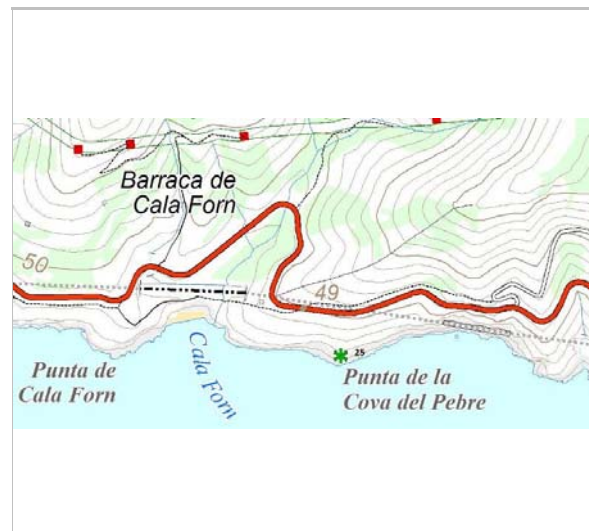 Barraca de
Cala Forn
50
49
25
Punta de
Cala Forn
Cala Forn
Punta de la
Cova del Pebre